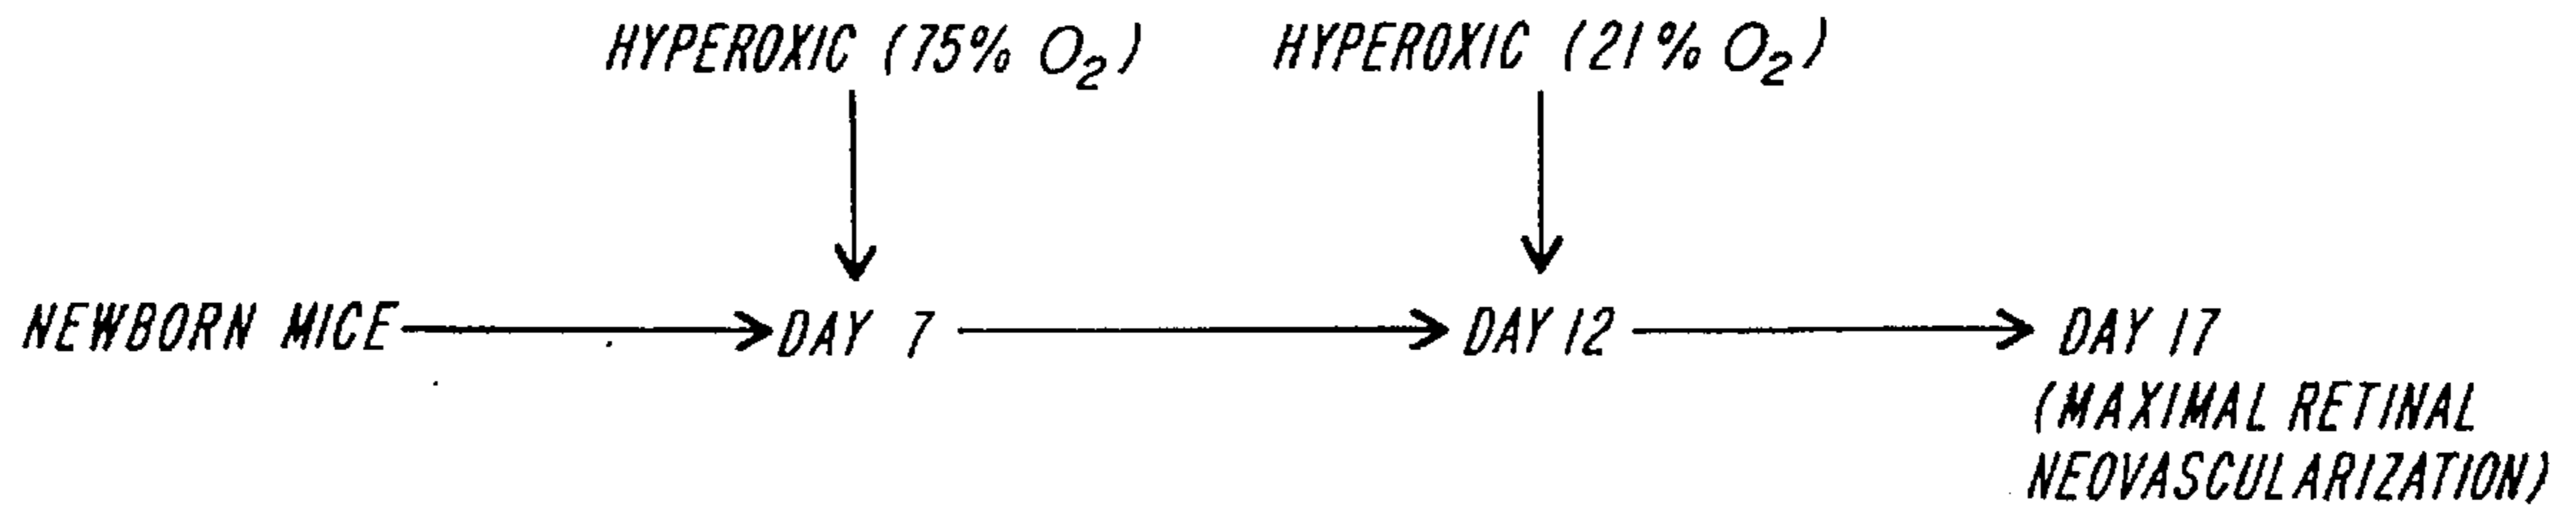 HYPEROXIC (75% O₂) HYPEROXIC (21% O₂)
NEWBORN MICE DAY 7 DAY 12 DAY 17
(MAXIMAL RETINAL
NEOVASCULARIZATION)